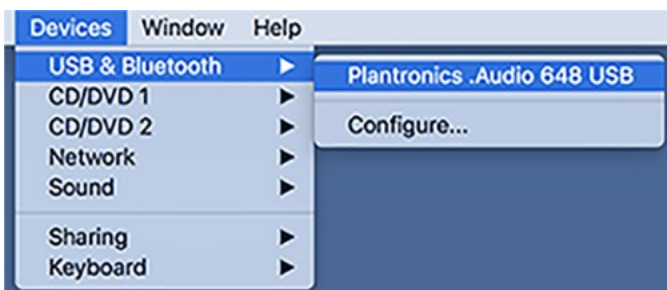 Devices Window Help
USB & Bluetooth
CD/DVD 1
CD/DVD 2
Network
Sound
Sharing
Keyboard
Plantronics .Audio 648 USB
Configure...